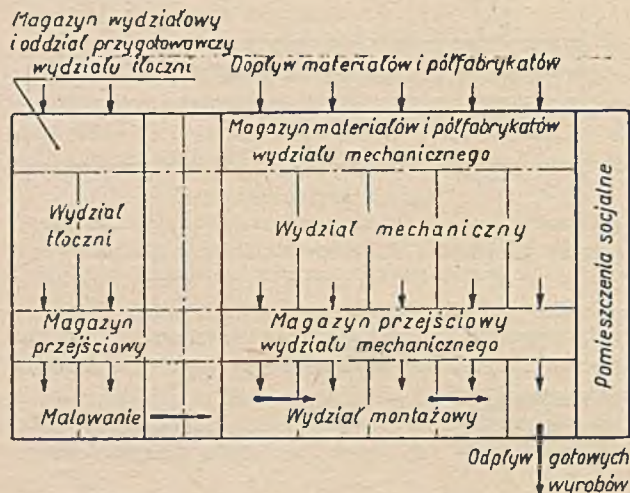 Magazyn wydziałowy
i oddział przygotowawczy
wydziału tłoczni
Dopływ materiałów i półfabrykatów
Magazyn materiałów i półfabrykatów
wydziału mechanicznego
Wydział
tłoczni
Wydział mechaniczny
Pomieszczenia socjalne
Magazyn
przejściowy
Magazyn przejściowy
wydziału mechanicznego
Malowanie
Wydział montażowy
Odpływ gotowych
wyrobów